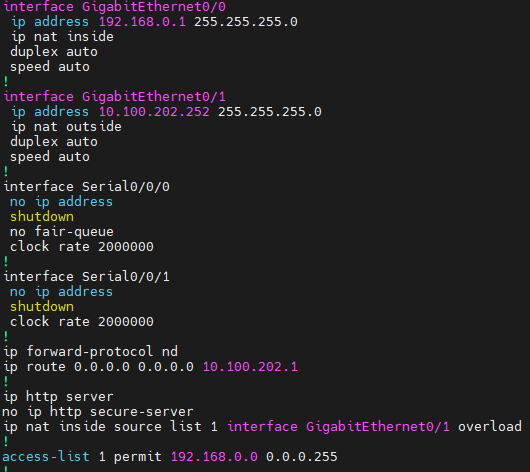 interface GigabitEthernet0/0
 ip address 192.168.0.1 255.255.255.0
 ip nat inside
 duplex auto
 speed auto
!
interface GigabitEthernet0/1
 ip address 10.100.202.252 255.255.255.0
 ip nat outside
 duplex auto
 speed auto
!
interface Serial0/0/0
 no ip address
 shutdown
 no fair-queue
 clock rate 2000000
!
interface Serial0/0/1
 no ip address
 shutdown
 clock rate 2000000
!
ip forward-protocol nd
ip route 0.0.0.0 0.0.0.0 10.100.202.1
!
ip http server
no ip http secure-server
ip nat inside source list 1 interface GigabitEthernet0/1 overload
!
access-list 1 permit 192.168.0.0 0.0.0.255
!